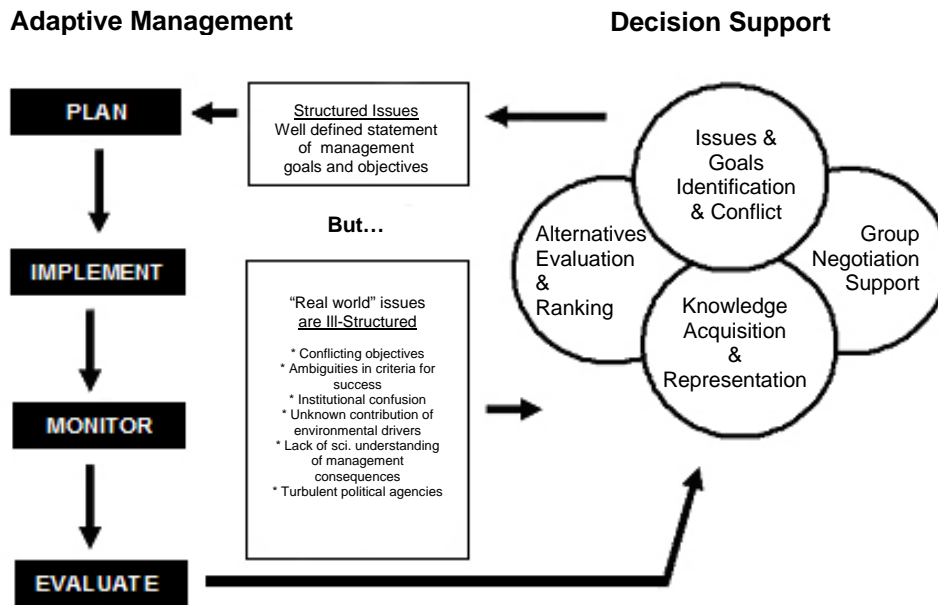 Adaptive Management
Decision Support
PLAN
Structured Issues
Well defined statement
of management
goals and objectives
But…
IMPLEMENT
MONITOR
EVALUATE
“Real world” issues
are Ill-Structured
* Conflicting objectives
* Ambiguities in criteria for
success
* Institutional confusion
* Unknown contribution of
environmental drivers
* Lack of sci. understanding
of management
consequences
* Turbulent political agencies
Issues &
Goals
Identification
& Conflict
Alternatives
Evaluation
&
Ranking
Group
Negotiation
Support
Knowledge
Acquisition
&
Representation